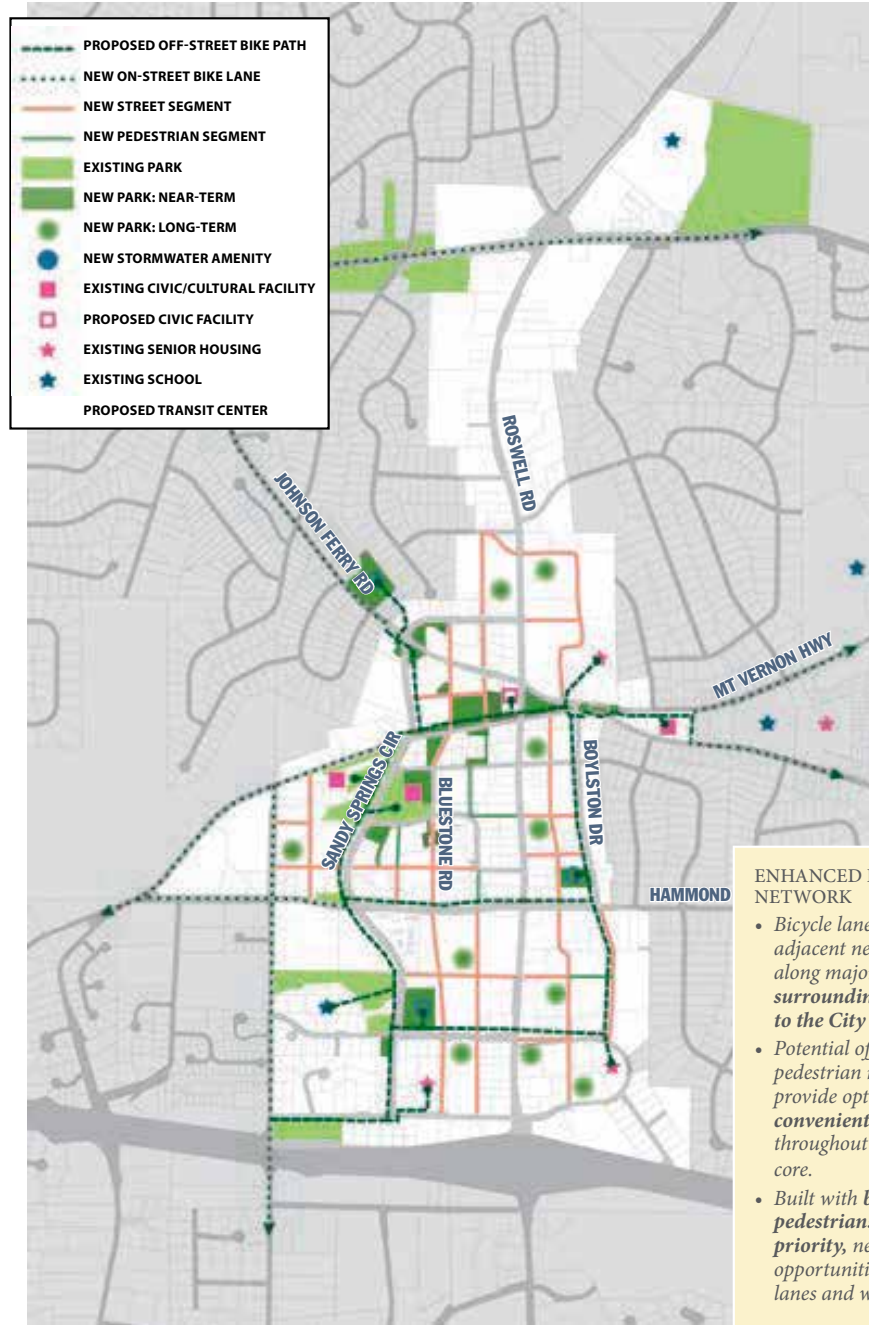 PROPOSED OFF-STREET BIKE PATH
NEW ON-STREET BIKE LANE
NEW STREET SEGMENT
NEW PEDESTRIAN SEGMENT
EXISTING PARK
NEW PARK: NEAR-TERM
NEW PARK: LONG-TERM
NEW STORMWATER AMENITY
EXISTING CIVIC/CULTURAL FACILITY
PROPOSED CIVIC FACILITY
EXISTING SENIOR HOUSING
EXISTING SCHOOL
PROPOSED TRANSIT CENTER
ROSWELL RD
JOHNSON FERRY RD
MT VERNON HWY
SANDY SPRINGS CIR
BLUESTONE RD
BOYLSTON DR
HAMMOND
ENHANCED
NETWORK
• Bicycle lane
adjacent ne
along major
surroundin
to the City
• Potential of
pedestrian
provide opt
convenient
throughout
core.
• Built with b
pedestrians
priority, ne
opportuniti
lanes and w